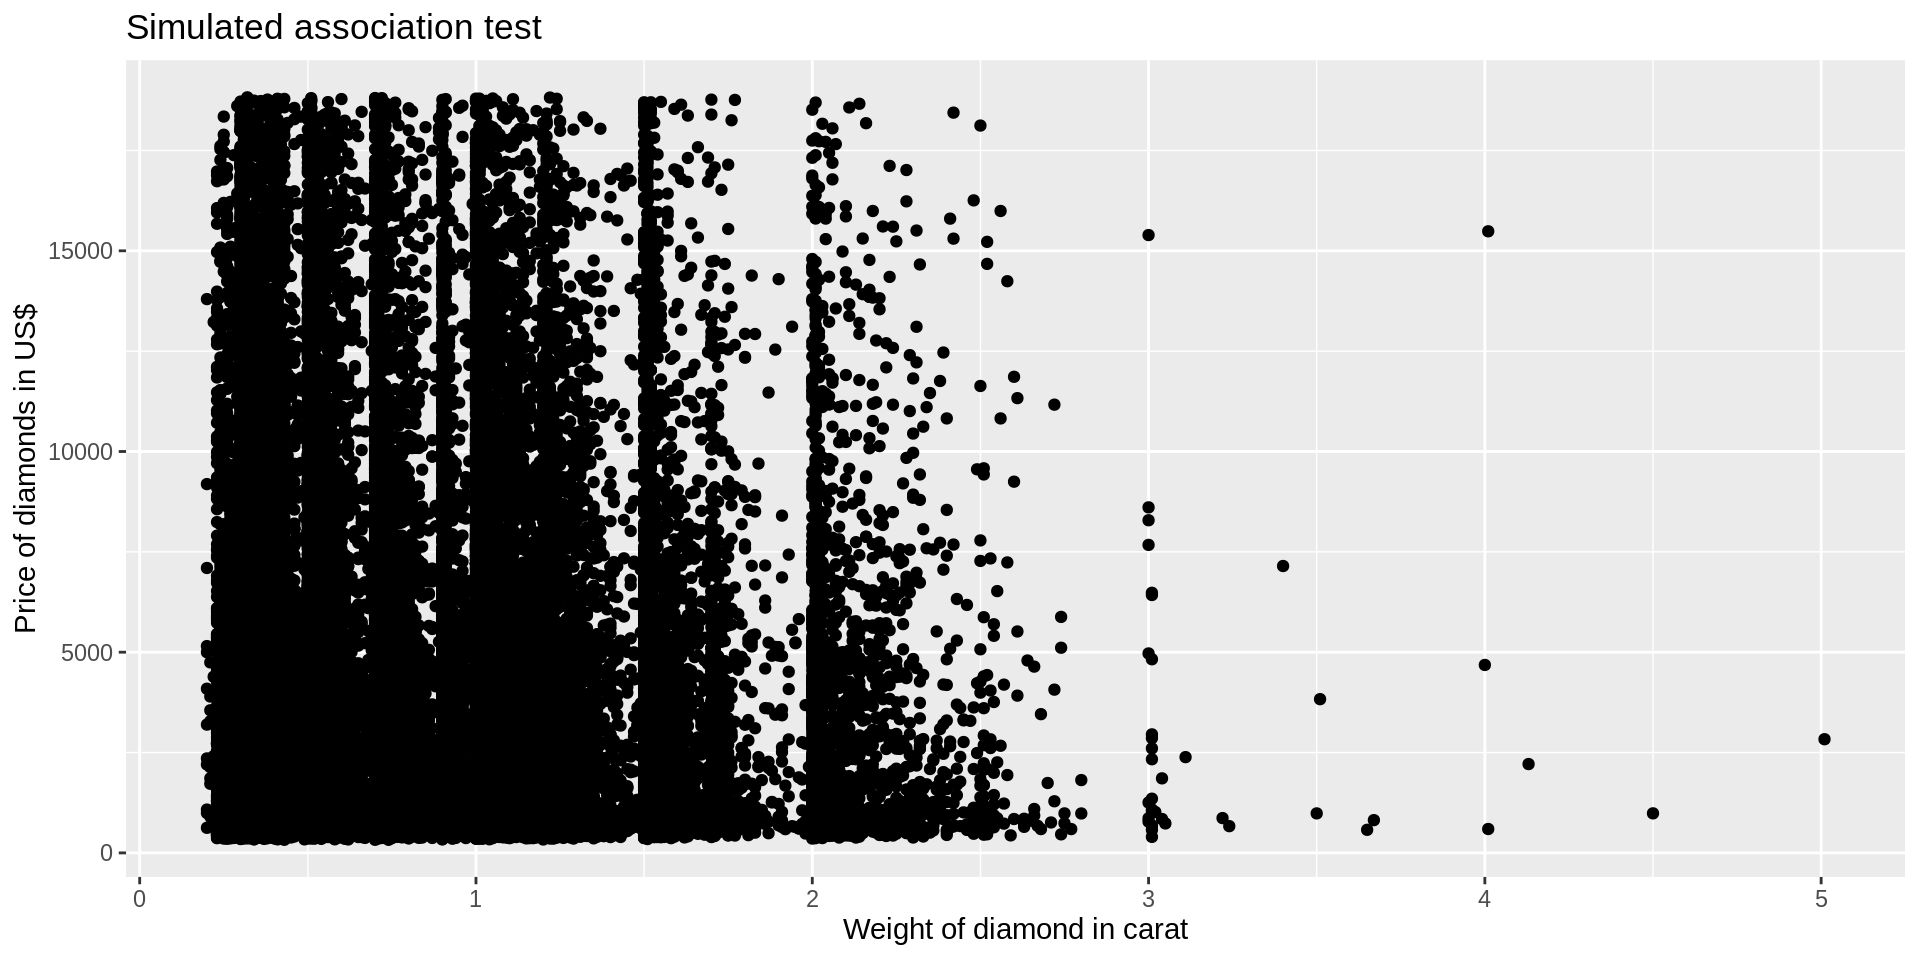 Simulated association test
Price of diamonds in US$
15000
10000
5000
0
0 1 2 3 4 5
Weight of diamond in carat